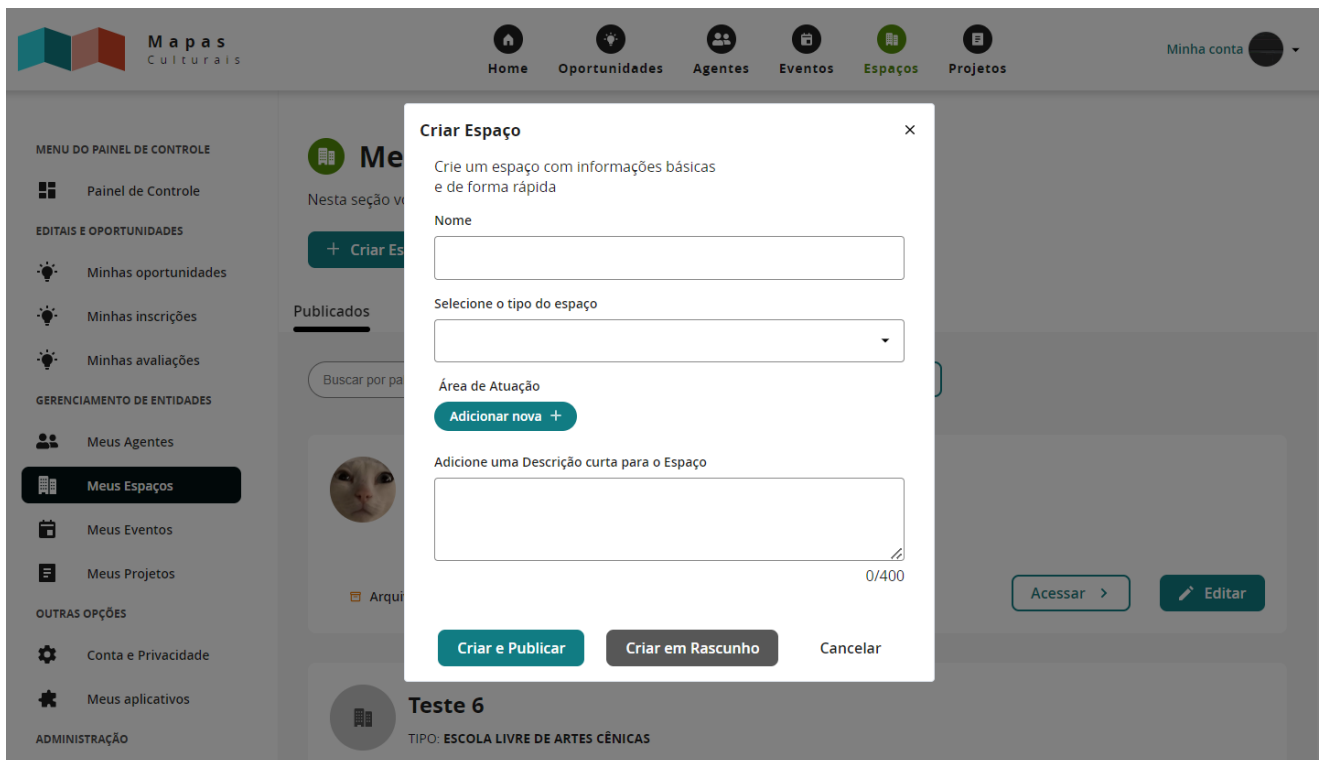 Mapas
Culturais
Home
Oportunidades
Agentes
Eventos
Espaços
Projetos
Minha conta
MENU DO PAINEL DE CONTROLE
Painel de Controle
EDITAIS E OPORTUNIDADES
Minhas oportunidades
Minhas inscrições
Minhas avaliações
GERENCIAMENTO DE ENTIDADES
Meus Agentes
Meus Espaços
Meus Eventos
Meus Projetos
OUTRAS OPÇÕES
Conta e Privacidade
Meus aplicativos
ADMINISTRAÇÃO
Me
Nesta seção v
+ Criar Es
Publicados
Buscar por pa
Arqui
Acessar >
Editar
Teste 6
TIPO: ESCOLA LIVRE DE ARTES CÊNICAS
Criar Espaço
Crie um espaço com informações básicas
e de forma rápida
Nome
Selecione o tipo do espaço
Área de Atuação
Adicionar nova +
Adicione uma Descrição curta para o Espaço
0/400
Criar e Publicar
Criar em Rascunho
Cancelar